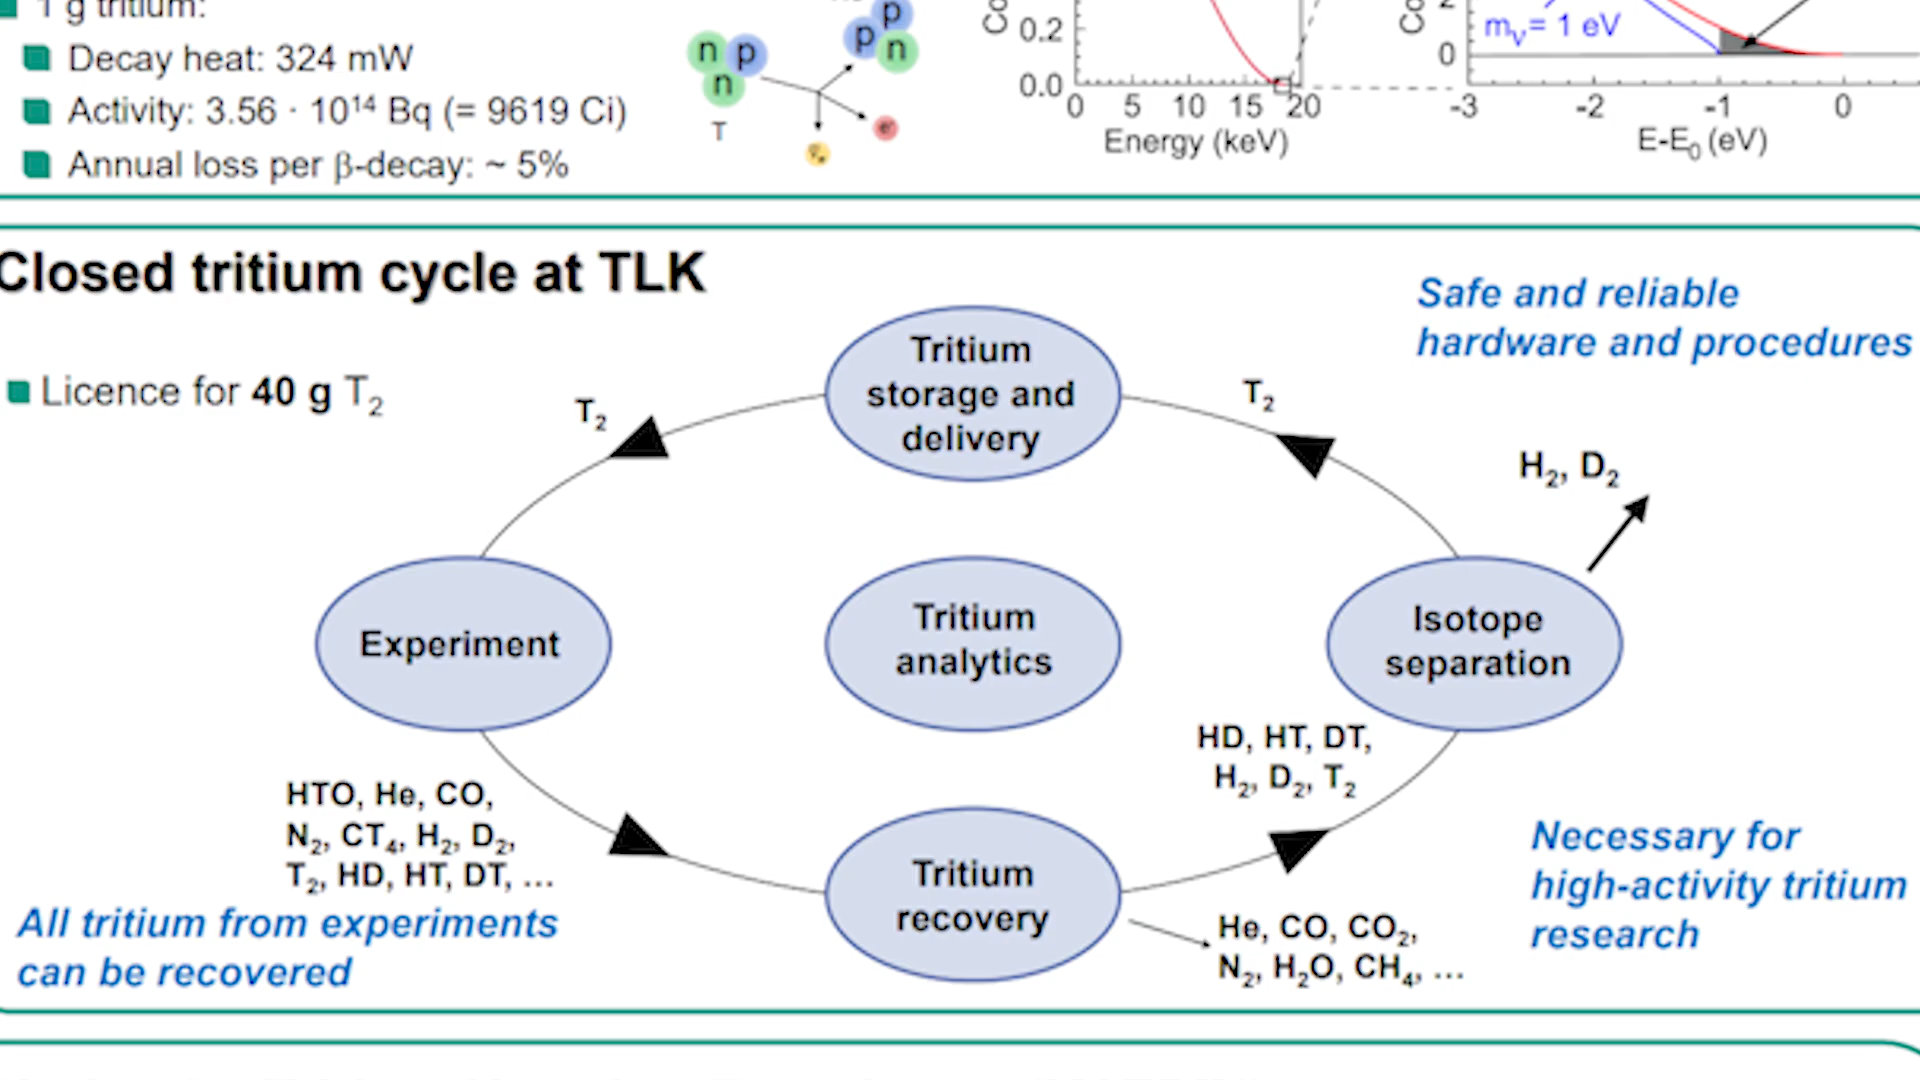 1 g tritium:
Decay heat: 324 mW
Activity: 3.56 · 10¹⁴ Bq (= 9619 Ci)
Annual loss per β-decay: ~ 5%
n p
n
T
p
p n
e⁻
0.2
0.0
0 5 10 15 20
Energy (keV)
2
0
mᵥ= 1 eV
-3 -2 -1 0
E-E₀ (eV)
Closed tritium cycle at TLK
Safe and reliable
hardware and procedures
Licence for 40 g T₂
T₂
Tritium
storage and
delivery
T₂
H₂, D₂
Experiment
Tritium
analytics
Isotope
separation
HTO, He, CO,
N₂, CT₄, H₂, D₂,
T₂, HD, HT, DT, ...
HD, HT, DT,
H₂, D₂, T₂
Tritium
recovery
He, CO, CO₂,
N₂, H₂O, CH₄, ...
All tritium from experiments
can be recovered
Necessary for
high-activity tritium
research